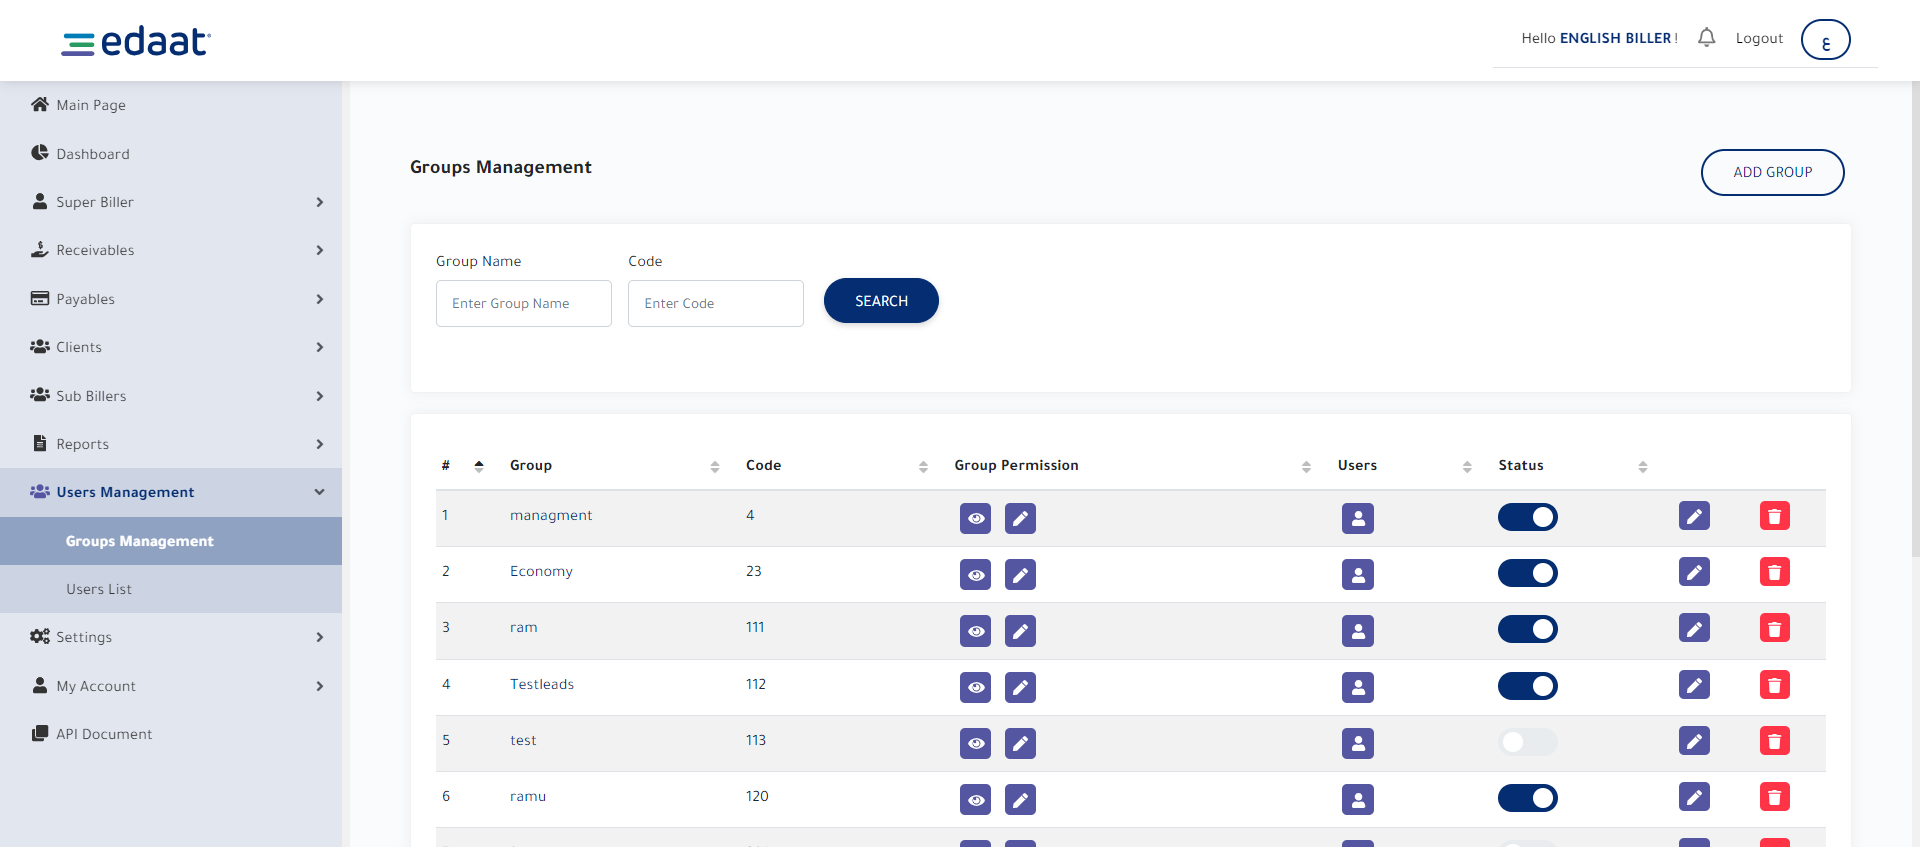 edaat
Hello ENGLISH BILLER !
Logout
ع
Main Page
Dashboard
Super Biller
Receivables
Payables
Clients
Sub Billers
Reports
Users Management
Groups Management
Users List
Settings
My Account
API Document
Groups Management
ADD GROUP
Group Name
Code
Enter Group Name
Enter Code
SEARCH
# Group Code Group Permission Users Status
1 managment 4
2 Economy 23
3 ram 111
4 Testleads 112
5 test 113
6 ramu 120